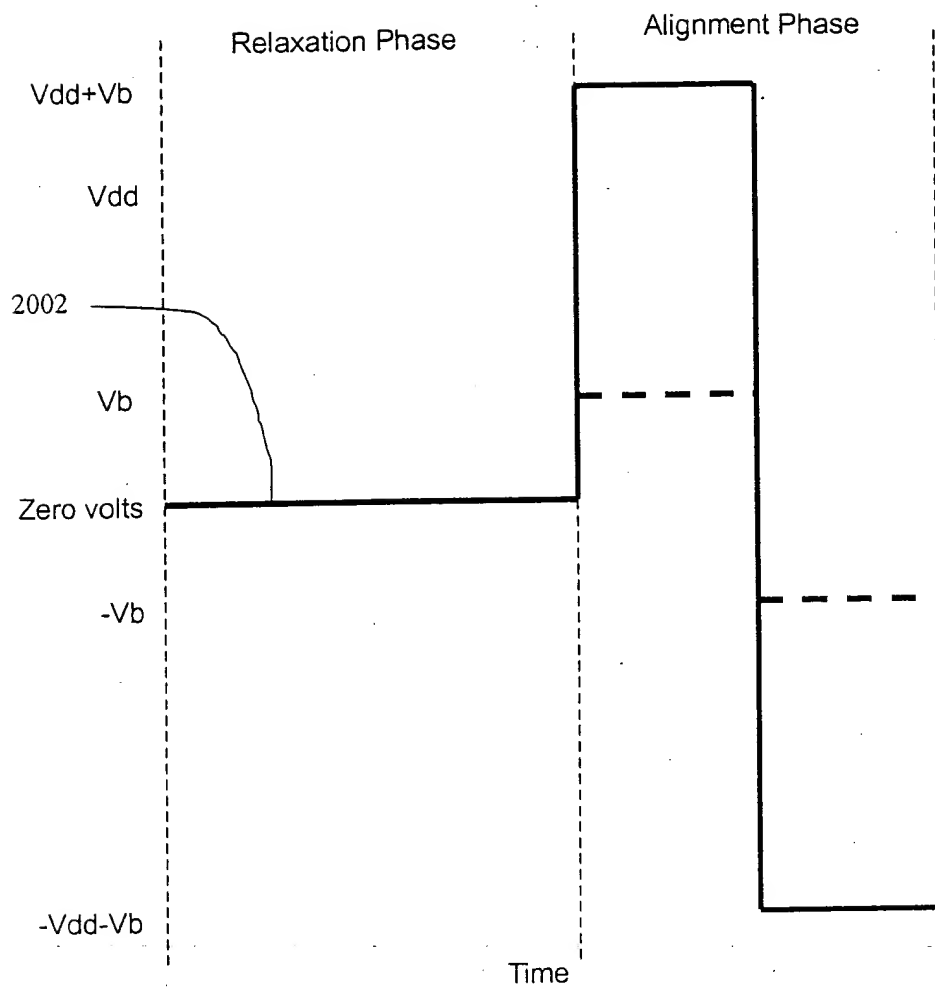 Relaxation Phase
Alignment Phase
Vdd+Vb
Vdd
2002
Vb
Zero volts
-Vb
-Vdd-Vb
Time